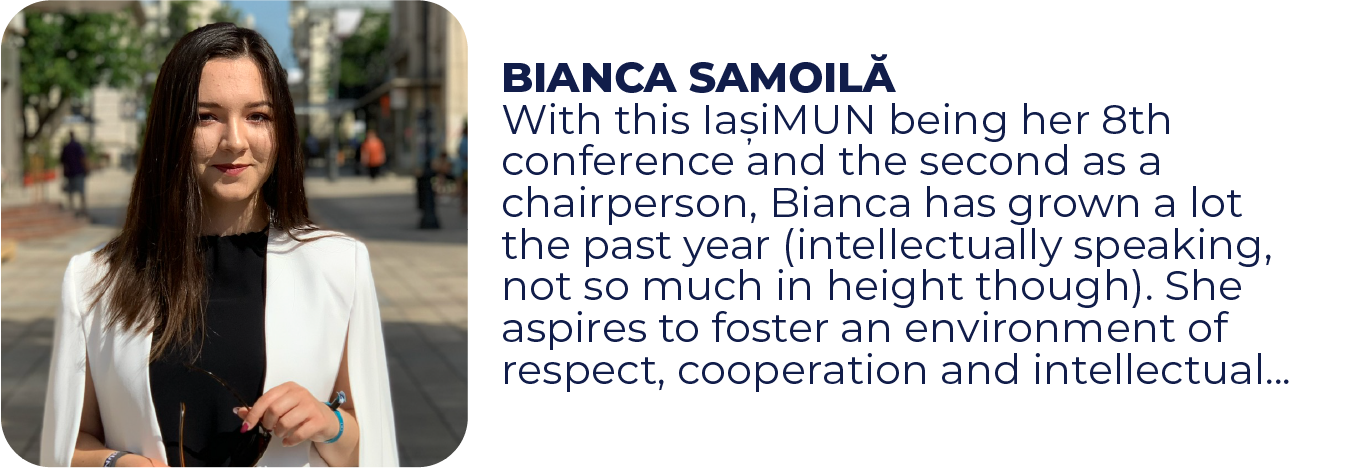 BIANCA SAMOILĂ
With this IașiMUN being her 8th
conference and the second as a
chairperson, Bianca has grown a lot
the past year (intellectually speaking,
not so much in height though). She
aspires to foster an environment of
respect, cooperation and intellectual...